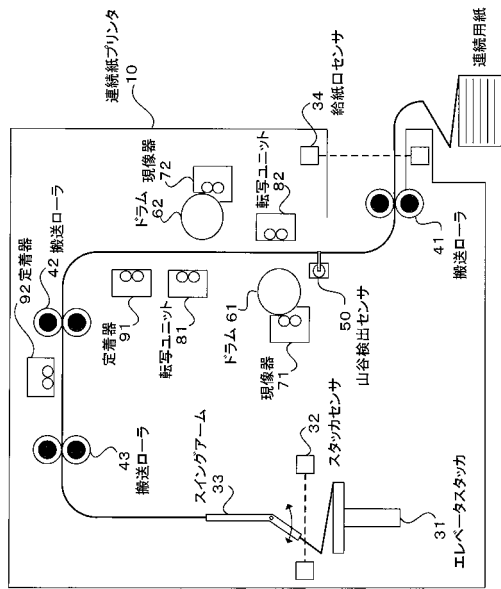 連続紙プリンタ
10
現像器
72
ドラム
62
転写ユニット
82
給紙口センサ
34
連続用紙
搬送ローラ
42
定着器
92
定着器
91
転写ユニット
81
ドラム 61
現像器
71
50
山谷検出センサ
41
搬送ローラ
43
搬送ローラ
スイングアーム
33
32
スタッカセンサ
31
エレベータスタッカ